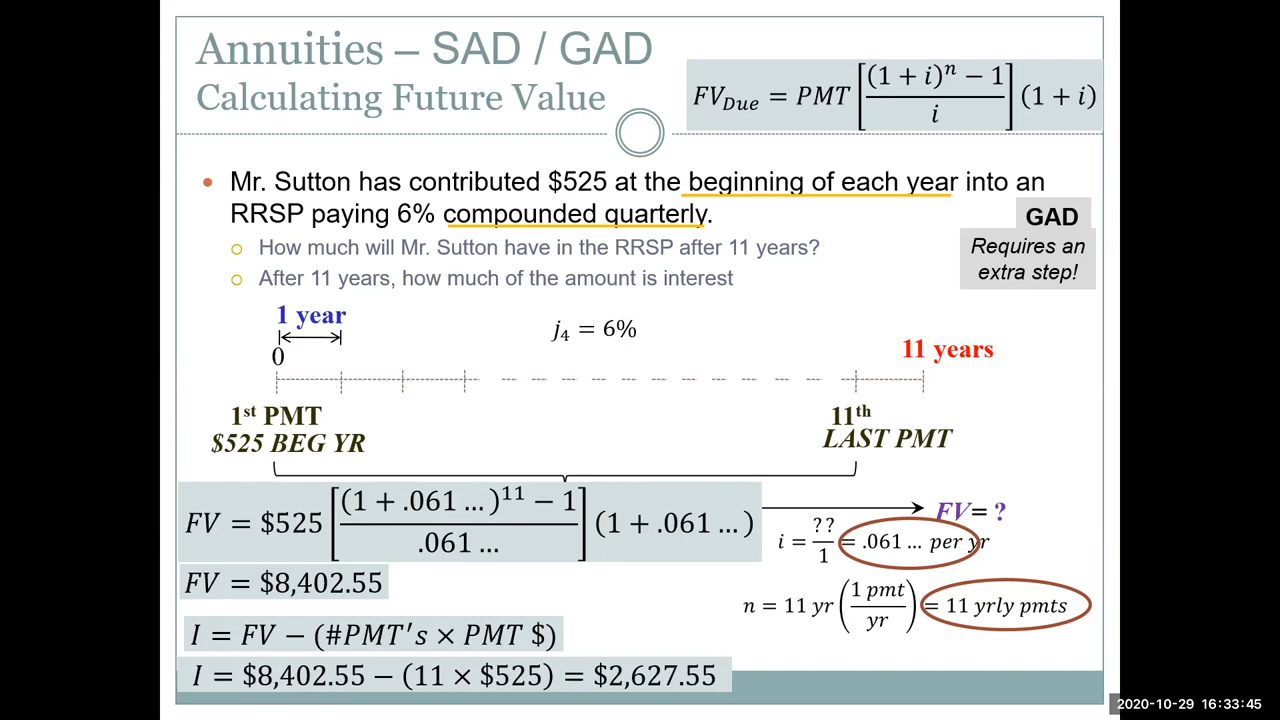 Annuities – SAD / GAD
Calculating Future Value
FV_Due = PMT [((1 + i)^n − 1) / i] (1 + i)
• Mr. Sutton has contributed $525 at the beginning of each year into an
RRSP paying 6% compounded quarterly.
GAD
Requires an
extra step!
o How much will Mr. Sutton have in the RRSP after 11 years?
o After 11 years, how much of the amount is interest
1 year
j₄ = 6%
0
11 years
1st PMT
$525 BEG YR
11th
LAST PMT
FV = $525 [((1 + .061 …)^11 − 1) / .061 …] (1 + .061 …)
FV= ?
i = ??/1 = .061 … per yr
FV = $8,402.55
n = 11 yr (1 pmt / yr) = 11 yrly pmts
I = FV − (#PMT's × PMT $)
I = $8,402.55 − (11 × $525) = $2,627.55
2020-10-29 16:33:45